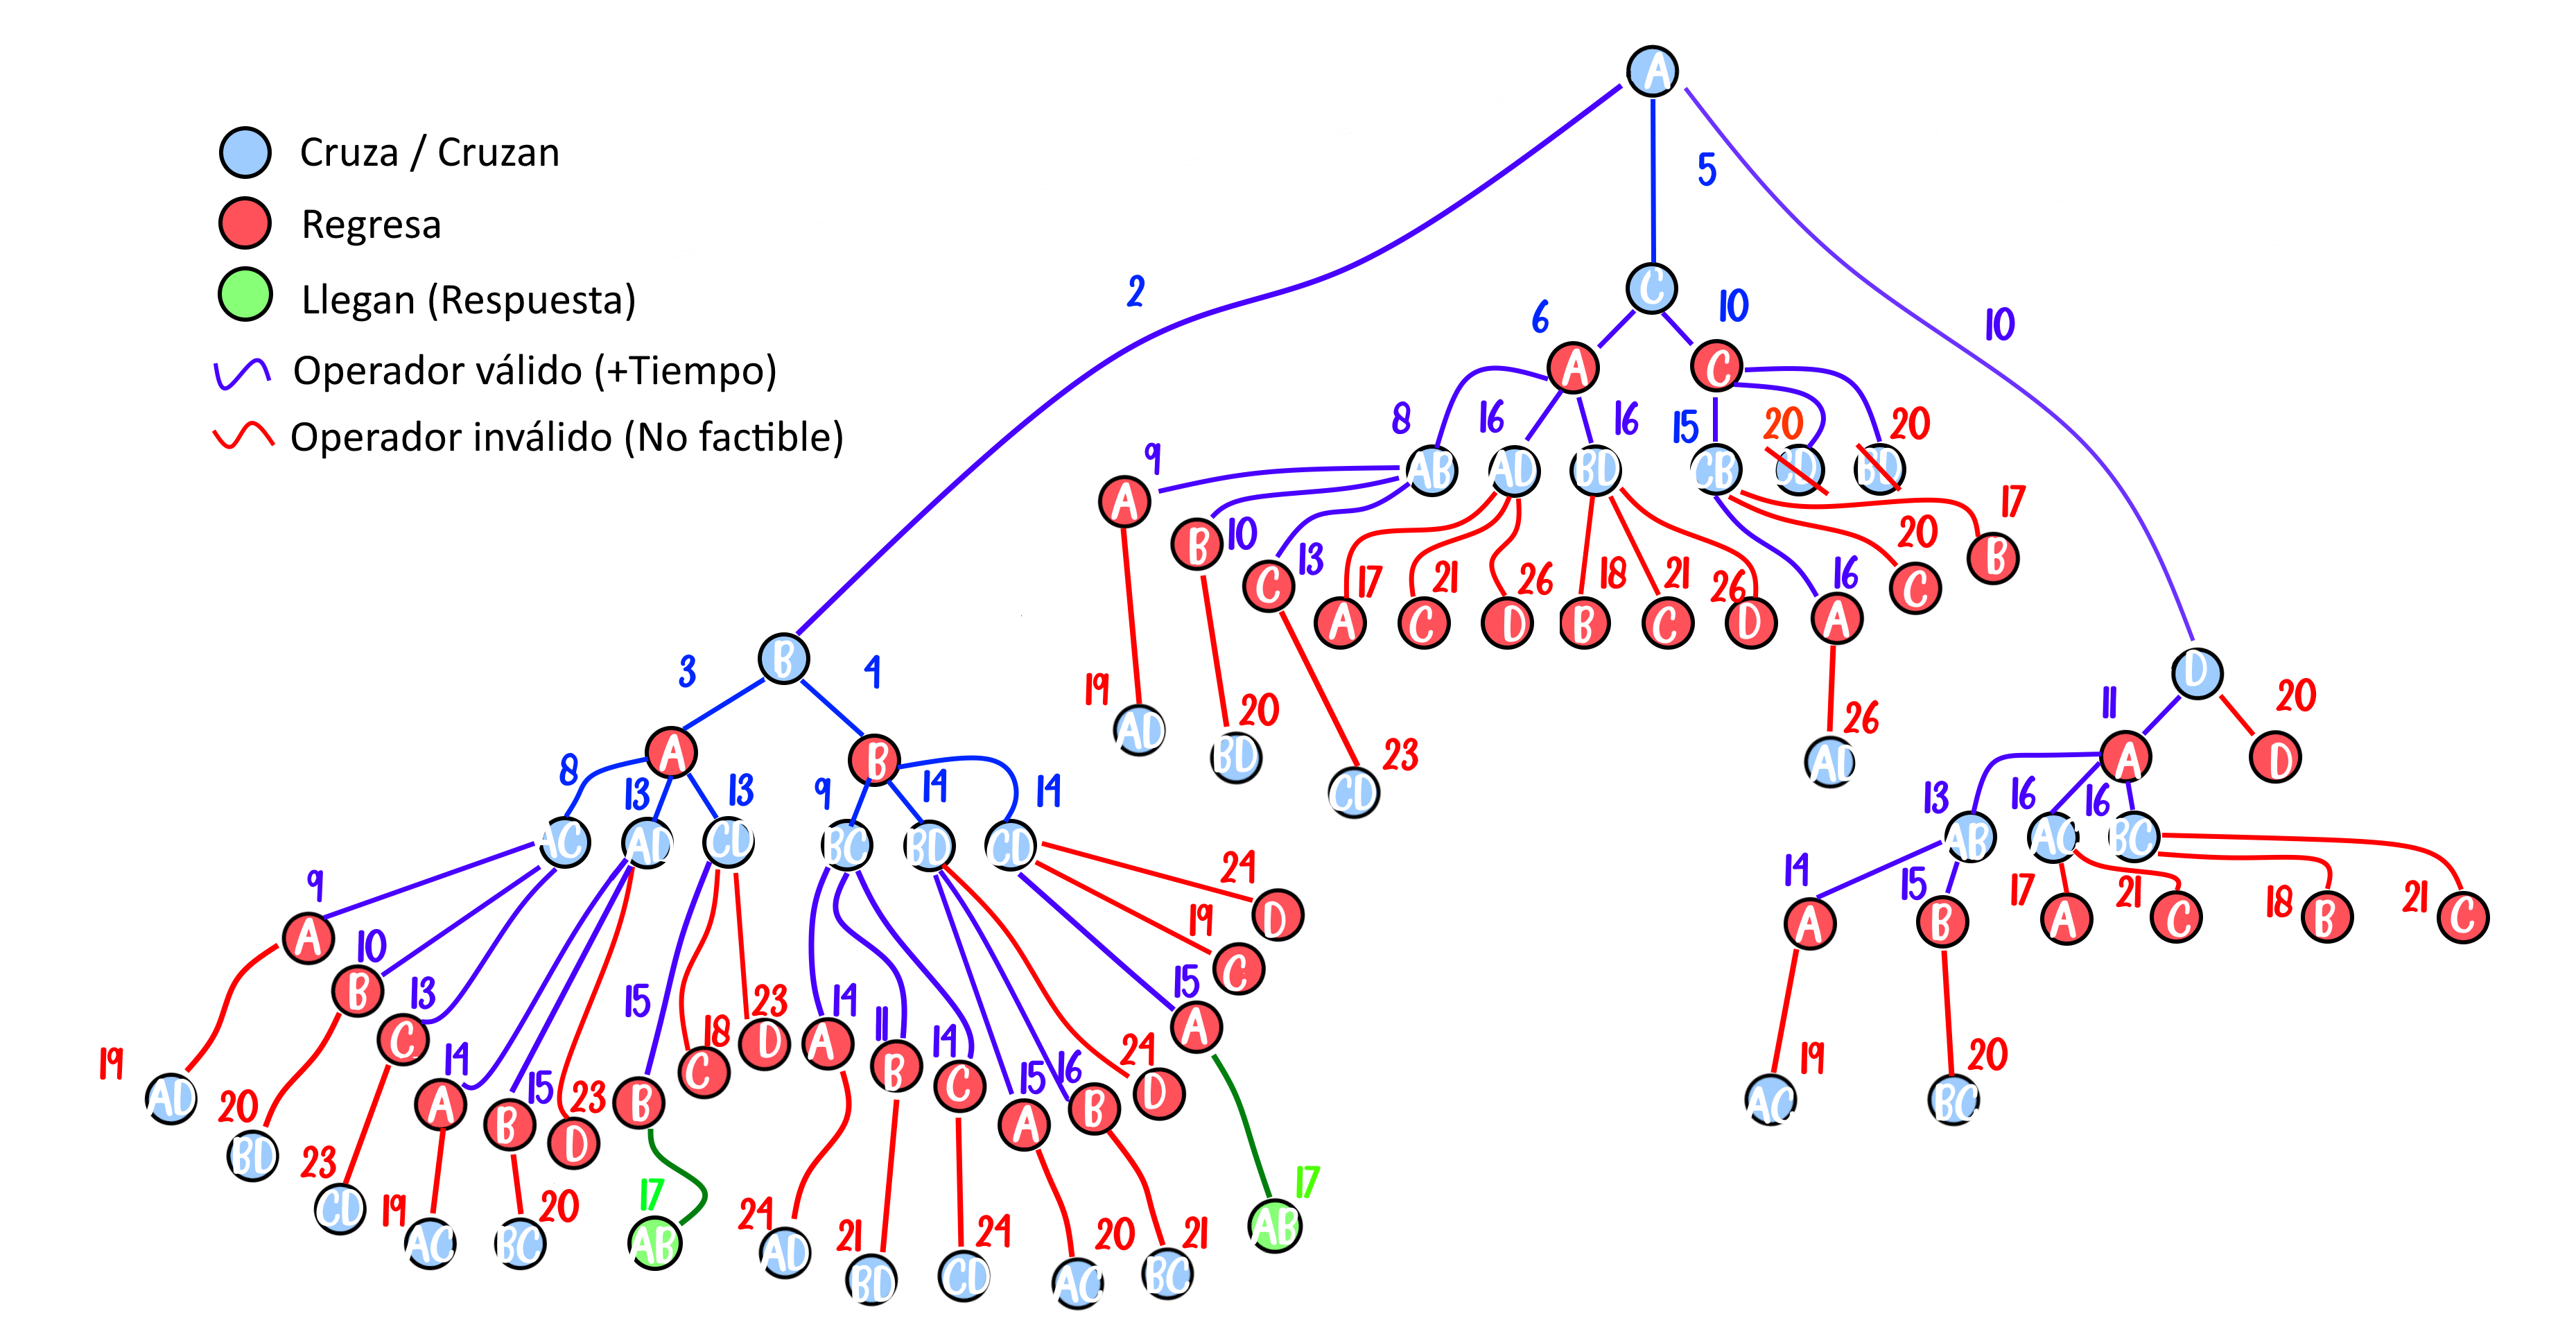 A
Cruza / Cruzan
5
Regresa
Llegan (Respuesta)
2
C
10
6
10
Operador válido (+Tiempo)
A
C
Operador inválido (No factible)
8
16
16
15
20
20
9
AB
AD
BD
CB
CD
BD
A
17
B
10
C
13
20
B
17
21
26
18
21
26
16
C
A
C
D
B
C
D
A
B
3
4
19
20
26
11
D
20
AD
BD
23
AD
A
D
A
B
CD
8
13
13
9
14
14
13
16
16
AC
AD
CD
BC
BD
CD
AB
AC
BC
9
24
14
15
17
21
18
21
A
10
D
A
B
A
C
B
C
B
13
19
C
15
C
14
15
15
18
23
14
11
14
15
16
24
A
19
20
A
B
23
D
B
C
D
A
B
C
A
B
D
19
AD
20
BD
23
CD
19
AC
20
BC
17
AB
24
AD
21
BD
24
CD
20
AC
21
BC
17
AB
AC
BC